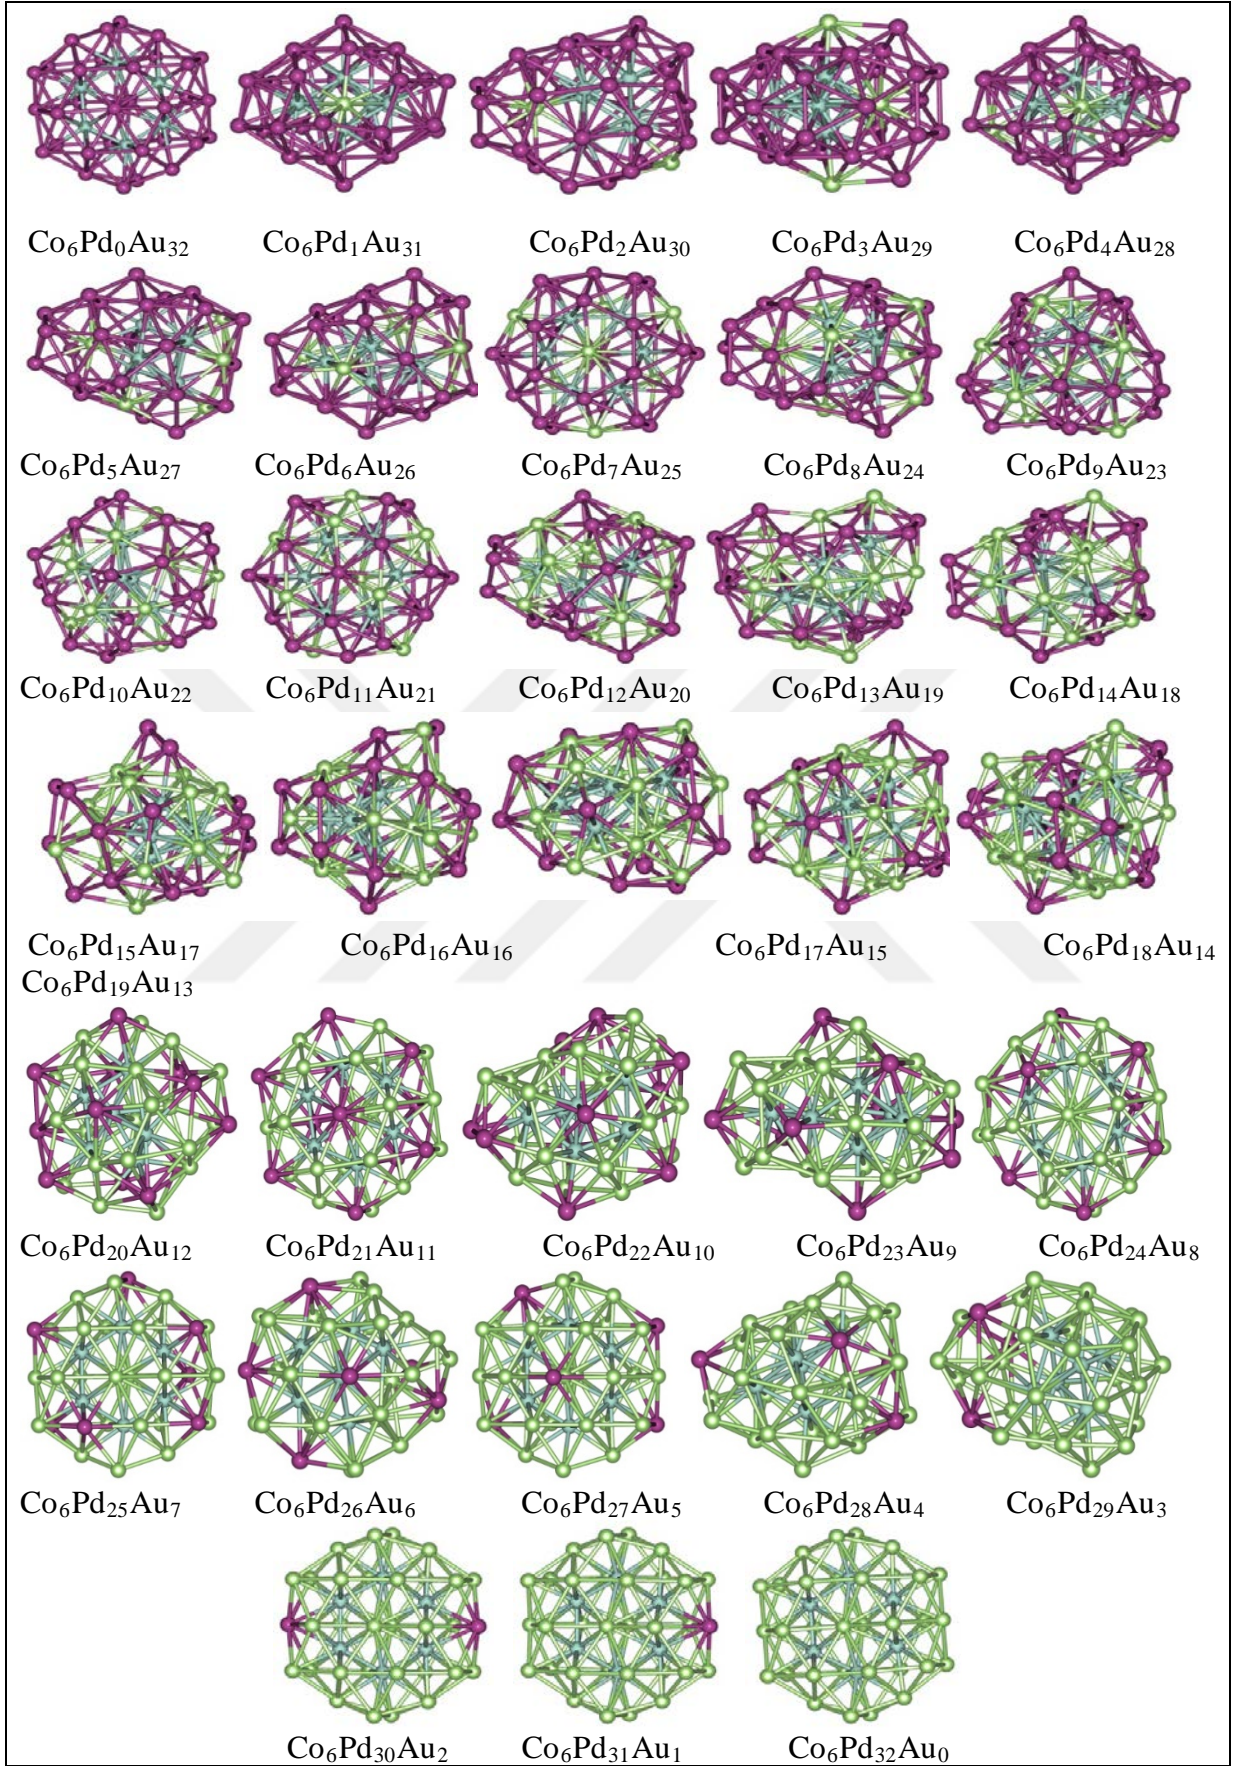 Co₆Pd₀Au₃₂ Co₆Pd₁Au₃₁ Co₆Pd₂Au₃₀ Co₆Pd₃Au₂₉ Co₆Pd₄Au₂₈
Co₆Pd₅Au₂₇ Co₆Pd₆Au₂₆ Co₆Pd₇Au₂₅ Co₆Pd₈Au₂₄ Co₆Pd₉Au₂₃
Co₆Pd₁₀Au₂₂ Co₆Pd₁₁Au₂₁ Co₆Pd₁₂Au₂₀ Co₆Pd₁₃Au₁₉ Co₆Pd₁₄Au₁₈
Co₆Pd₁₅Au₁₇ Co₆Pd₁₆Au₁₆ Co₆Pd₁₇Au₁₅ Co₆Pd₁₈Au₁₄
Co₆Pd₁₉Au₁₃
Co₆Pd₂₀Au₁₂ Co₆Pd₂₁Au₁₁ Co₆Pd₂₂Au₁₀ Co₆Pd₂₃Au₉ Co₆Pd₂₄Au₈
Co₆Pd₂₅Au₇ Co₆Pd₂₆Au₆ Co₆Pd₂₇Au₅ Co₆Pd₂₈Au₄ Co₆Pd₂₉Au₃
Co₆Pd₃₀Au₂ Co₆Pd₃₁Au₁ Co₆Pd₃₂Au₀